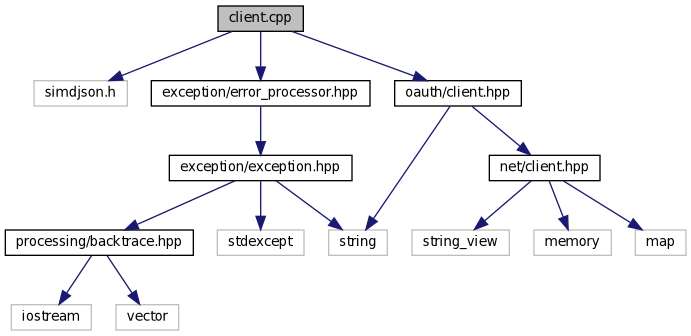 client.cpp
simdjson.h
exception/error_processor.hpp
oauth/client.hpp
exception/exception.hpp
net/client.hpp
processing/backtrace.hpp
stdexcept
string
string_view
memory
map
iostream
vector